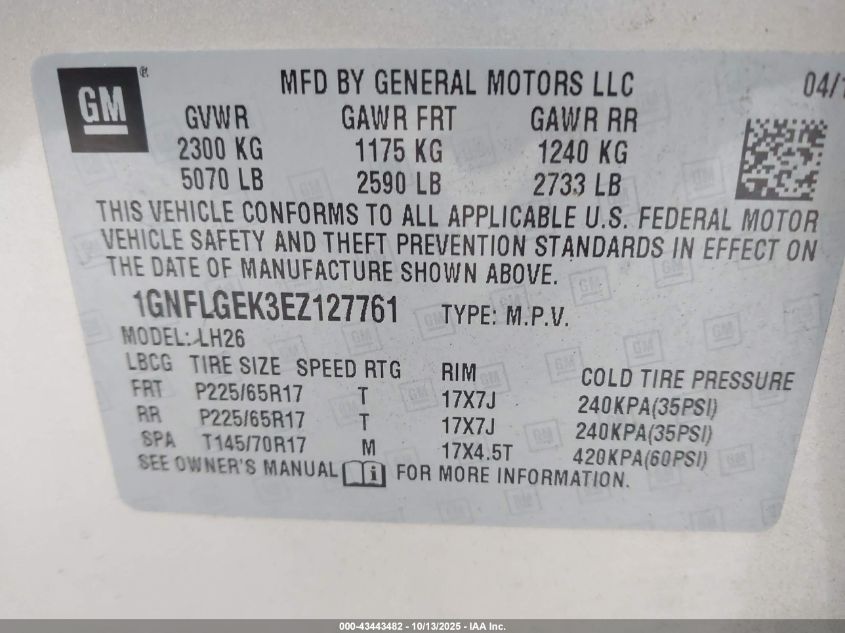 GM®
MFD BY GENERAL MOTORS LLC 04/1
GVWR GAWR FRT GAWR RR
2300 KG 1175 KG 1240 KG
5070 LB 2590 LB 2733 LB
THIS VEHICLE CONFORMS TO ALL APPLICABLE U.S. FEDERAL MOTOR
VEHICLE SAFETY AND THEFT PREVENTION STANDARDS IN EFFECT ON
THE DATE OF MANUFACTURE SHOWN ABOVE.
1GNFLGEK3EZ127761 TYPE: M.P.V.
MODEL: LH26
LBCG TIRE SIZE SPEED RTG RIM COLD TIRE PRESSURE
FRT P225/65R17 T 17X7J 240KPA(35PSI)
RR P225/65R17 T 17X7J 240KPA(35PSI)
SPA T145/70R17 M 17X4.5T 420KPA(60PSI)
SEE OWNER'S MANUAL i FOR MORE INFORMATION.
000-43443482 - 10/13/2025 - IAA Inc.